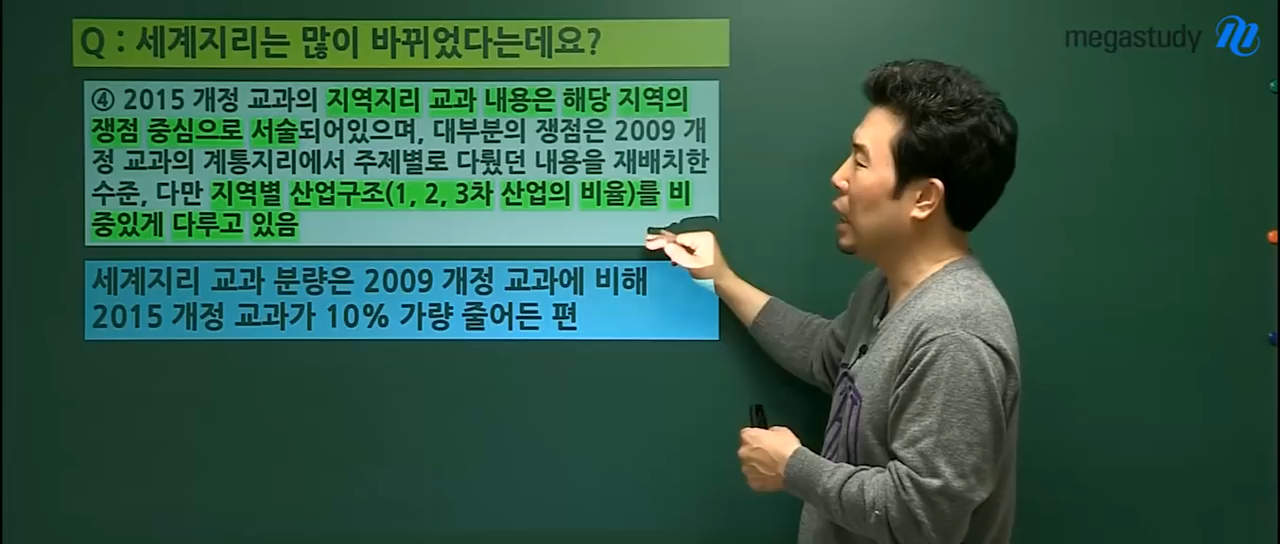 Q : 세계지리는 많이 바뀌었다는데요?
megastudy
④ 2015 개정 교과의 지역지리 교과 내용은 해당 지역의
쟁점 중심으로 서술되어있으며, 대부분의 쟁점은 2009 개
정 교과의 계통지리에서 주제별로 다뤘던 내용을 재배치한
수준, 다만 지역별 산업구조(1, 2, 3차 산업의 비율)를 비
중있게 다루고 있음
세계지리 교과 분량은 2009 개정 교과에 비해
2015 개정 교과가 10% 가량 줄어든 편